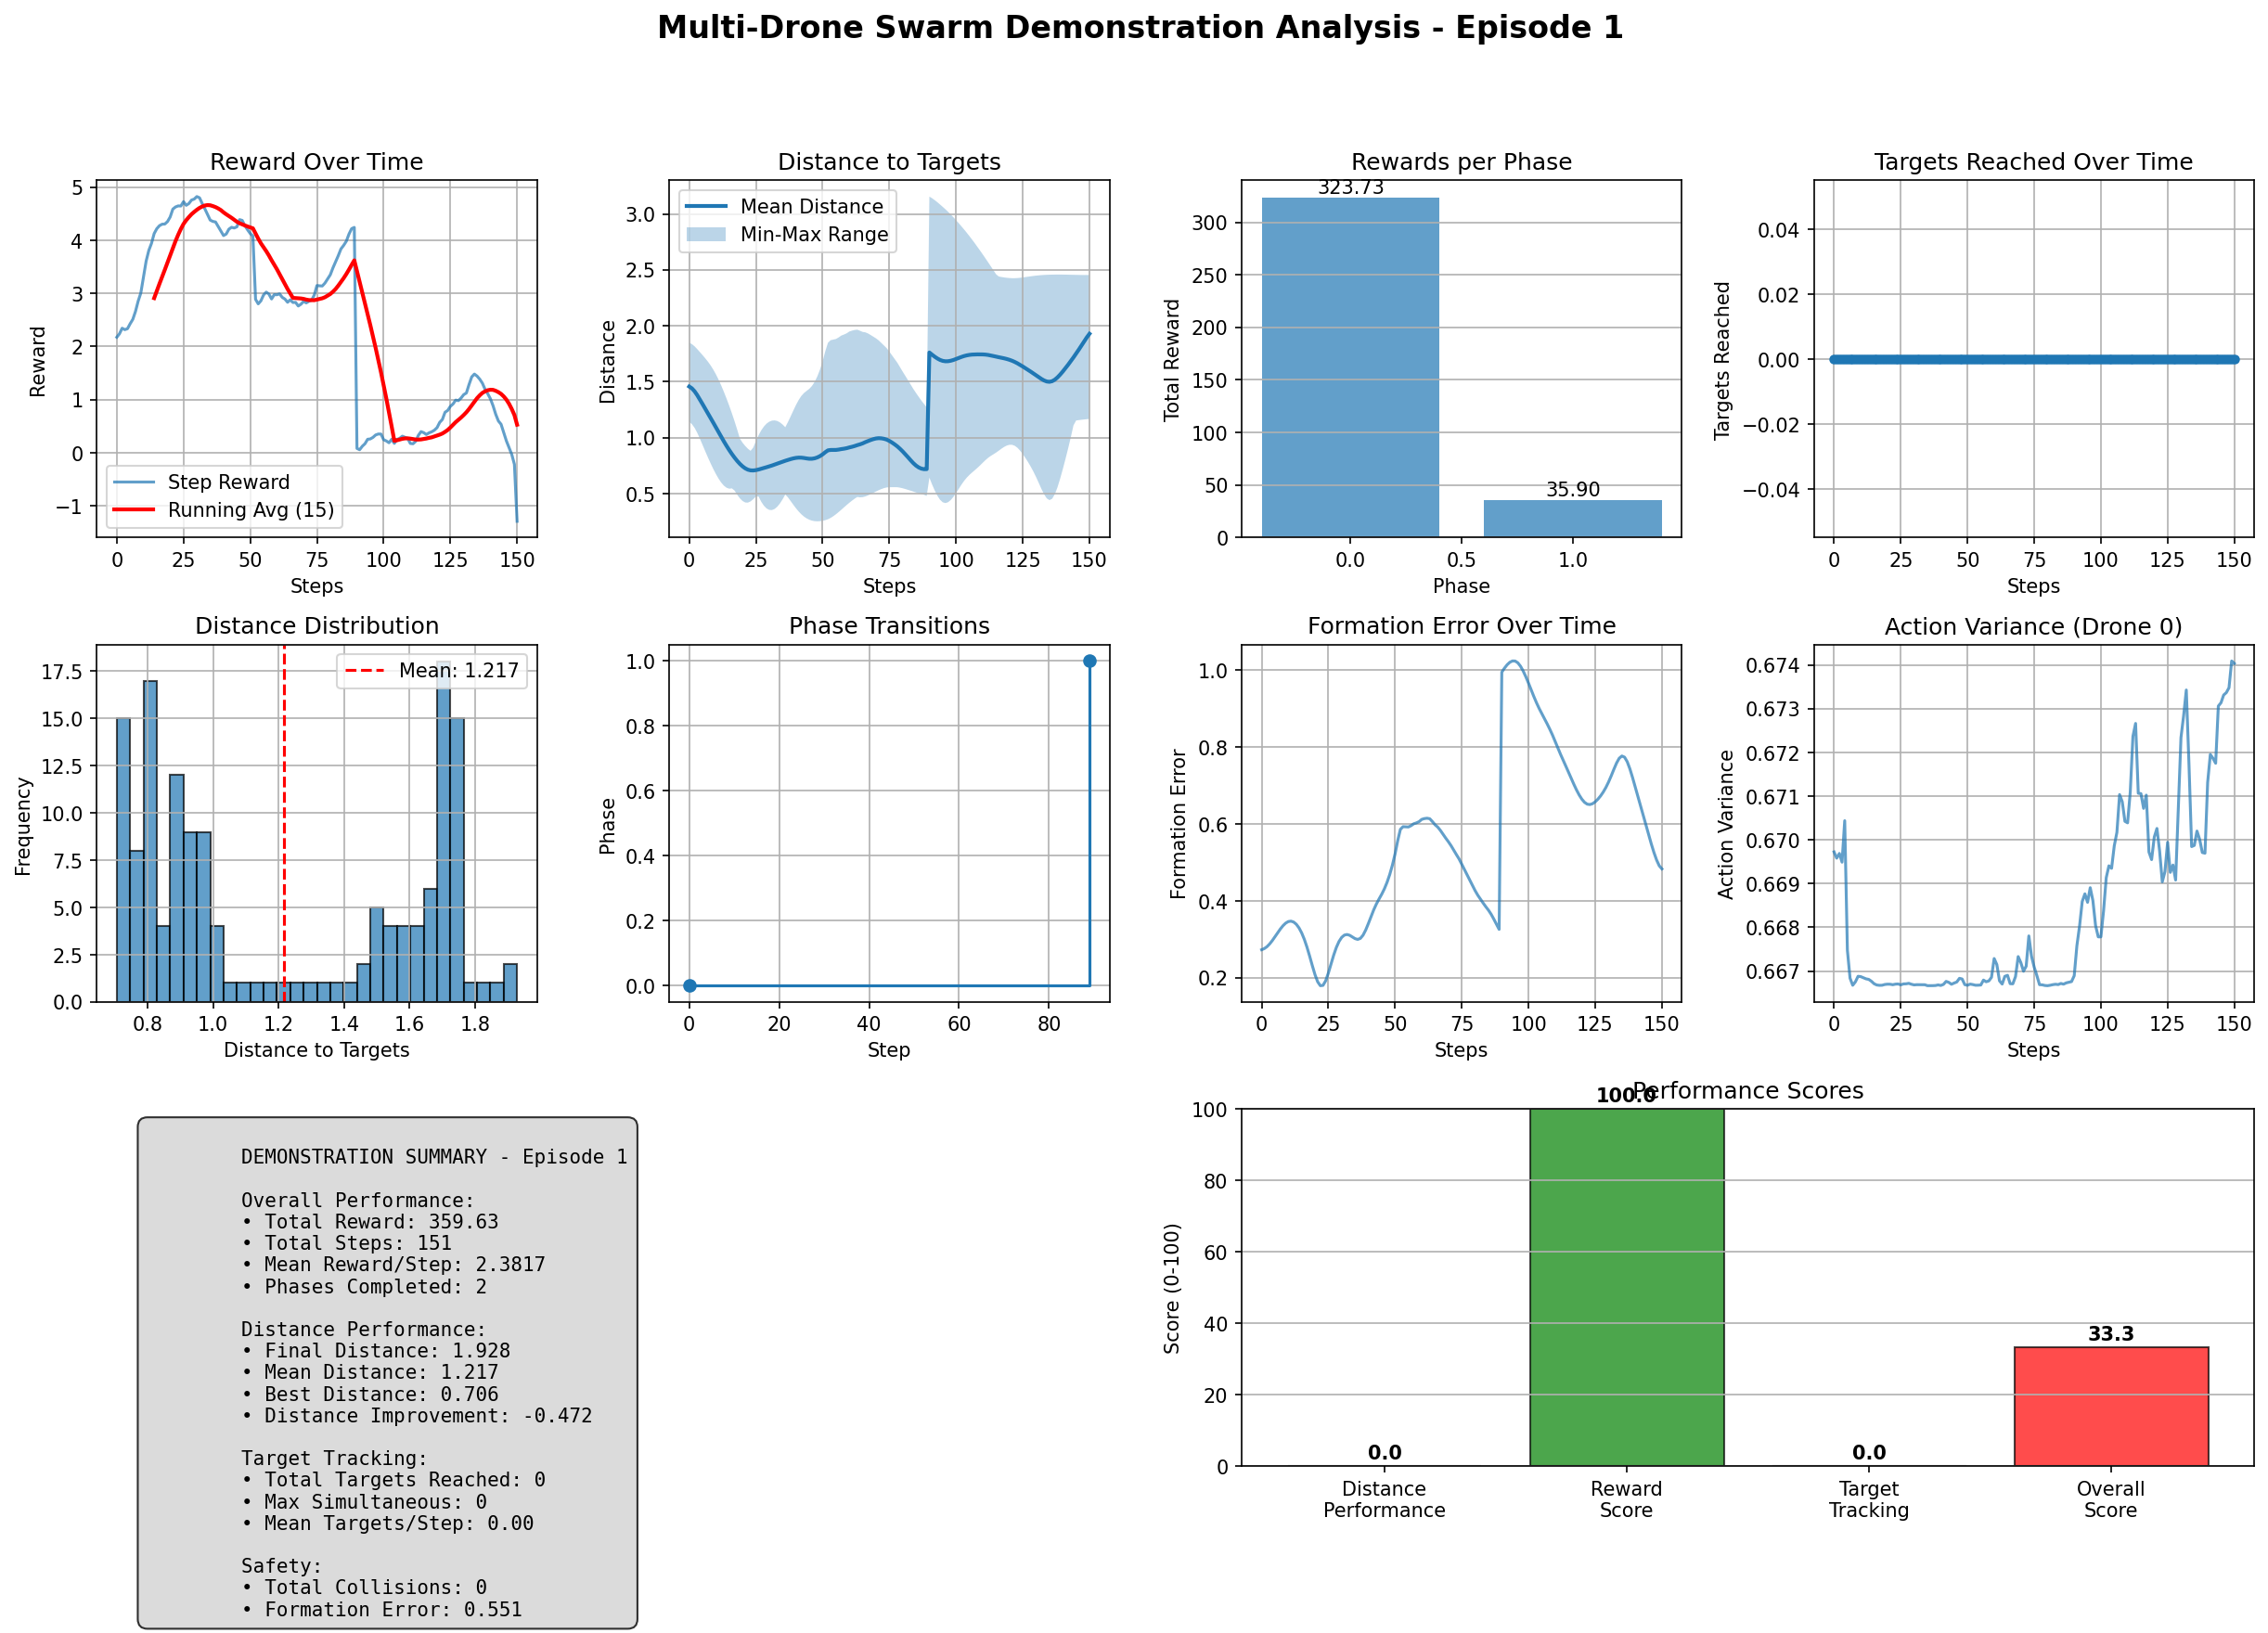 Multi-Drone Swarm Demonstration Analysis - Episode 1
Reward Over Time
5
4
3
2
1
0
−1
Reward
Step Reward
Running Avg (15)
0 25 50 75 100 125 150
Steps
Distance to Targets
Mean Distance
Min-Max Range
3.0
2.5
2.0
1.5
1.0
0.5
Distance
0 25 50 75 100 125 150
Steps
Rewards per Phase
323.73
35.90
300
250
200
150
100
50
0
Total Reward
0.0 0.5 1.0
Phase
Targets Reached Over Time
0.04
0.02
0.00
−0.02
−0.04
Targets Reached
0 25 50 75 100 125 150
Steps
Distance Distribution
Mean: 1.217
17.5
15.0
12.5
10.0
7.5
5.0
2.5
0.0
Frequency
0.8 1.0 1.2 1.4 1.6 1.8
Distance to Targets
Phase Transitions
1.0
0.8
0.6
0.4
0.2
0.0
Phase
0 20 40 60 80
Step
Formation Error Over Time
1.0
0.8
0.6
0.4
0.2
Formation Error
0 25 50 75 100 125 150
Steps
Action Variance (Drone 0)
0.674
0.673
0.672
0.671
0.670
0.669
0.668
0.667
Action Variance
0 25 50 75 100 125 150
Steps
DEMONSTRATION SUMMARY - Episode 1
Overall Performance:
• Total Reward: 359.63
• Total Steps: 151
• Mean Reward/Step: 2.3817
• Phases Completed: 2
Distance Performance:
• Final Distance: 1.928
• Mean Distance: 1.217
• Best Distance: 0.706
• Distance Improvement: -0.472
Target Tracking:
• Total Targets Reached: 0
• Max Simultaneous: 0
• Mean Targets/Step: 0.00
Safety:
• Total Collisions: 0
• Formation Error: 0.551
Performance Scores
100
80
60
40
20
0
Score (0-100)
0.0
100.0
0.0
33.3
Distance
Performance
Reward
Score
Target
Tracking
Overall
Score